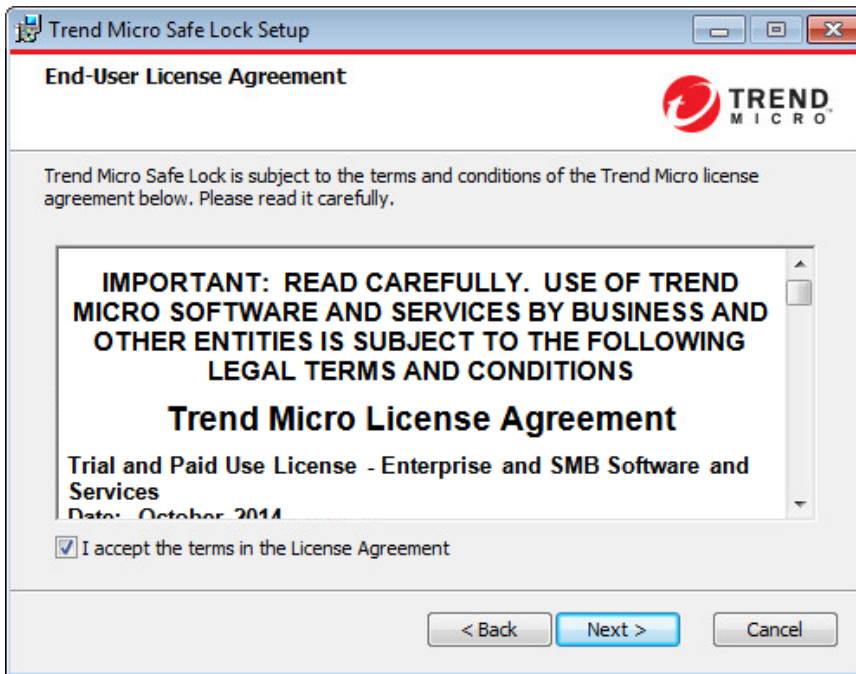 Trend Micro Safe Lock Setup
End-User License Agreement
TREND
MICRO
Trend Micro Safe Lock is subject to the terms and conditions of the Trend Micro license
agreement below. Please read it carefully.
IMPORTANT: READ CAREFULLY. USE OF TREND
MICRO SOFTWARE AND SERVICES BY BUSINESS AND
OTHER ENTITIES IS SUBJECT TO THE FOLLOWING
LEGAL TERMS AND CONDITIONS
Trend Micro License Agreement
Trial and Paid Use License - Enterprise and SMB Software and
Services
Date: October 2014
I accept the terms in the License Agreement
< Back Next > Cancel